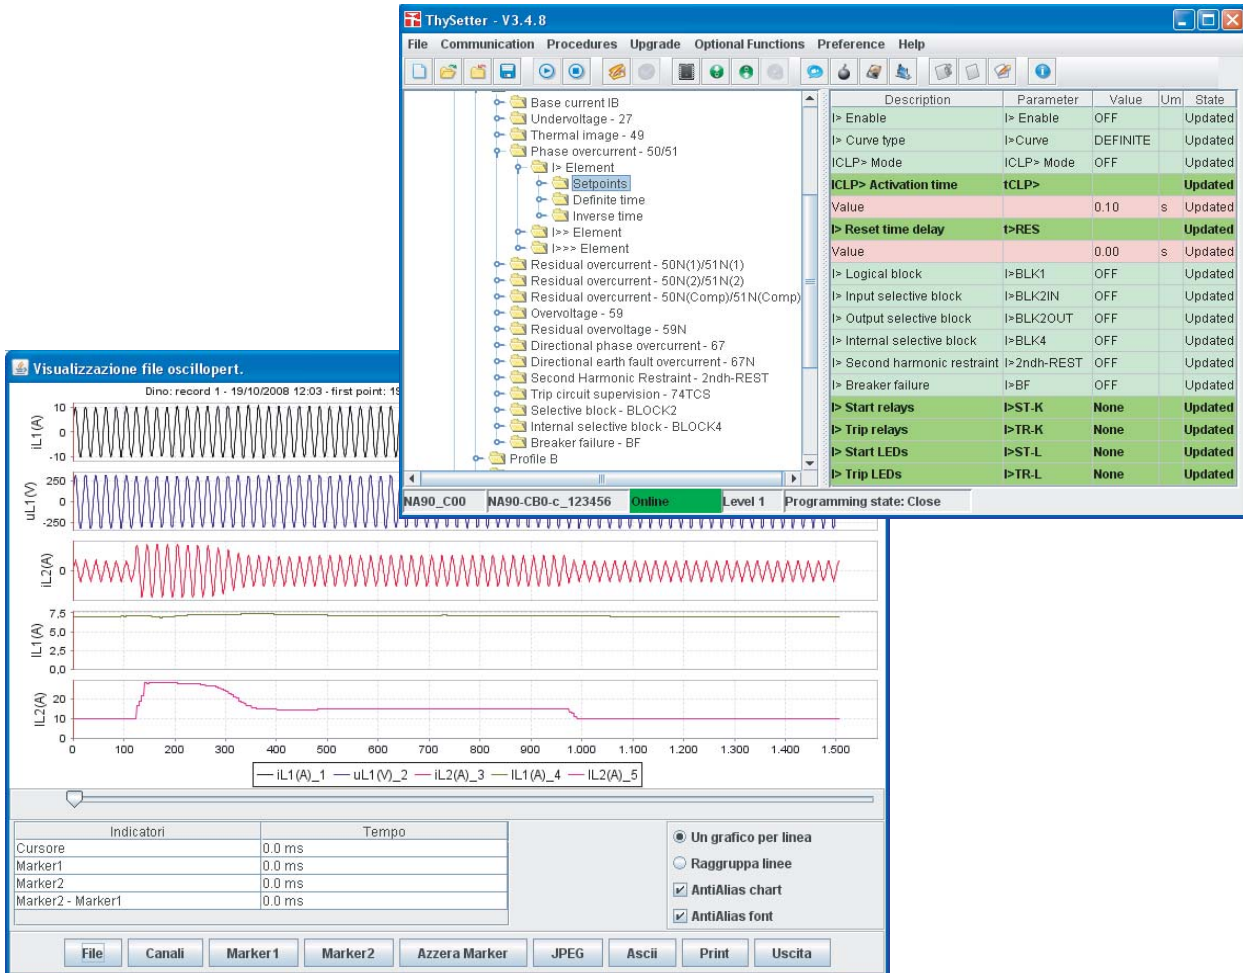 ThySetter - V3.4.8
File Communication Procedures Upgrade Optional Functions Preference Help
Base current IB
Undervoltage - 27
Thermal image - 49
Phase overcurrent - 50/51
I> Element
Setpoints
Definite time
Inverse time
I>> Element
I>>> Element
Residual overcurrent - 50N(1)/51N(1)
Residual overcurrent - 50N(2)/51N(2)
Residual overcurrent - 50N(Comp)/51N(Comp)
Overvoltage - 59
Residual overvoltage - 59N
Directional phase overcurrent - 67
Directional earth fault overcurrent - 67N
Second Harmonic Restraint - 2ndh-REST
Trip circuit supervision - 74TCS
Selective block - BLOCK2
Internal selective block - BLOCK4
Breaker failure - BF
Profile B
Description Parameter Value Um State
I> Enable I> Enable OFF Updated
I> Curve type I>Curve DEFINITE Updated
ICLP> Mode ICLP> Mode OFF Updated
ICLP> Activation time tCLP> Updated
Value 0.10 s Updated
I> Reset time delay t>RES Updated
Value 0.00 s Updated
I> Logical block I>BLK1 OFF Updated
I> Input selective block I>BLK2IN OFF Updated
I> Output selective block I>BLK2OUT OFF Updated
I> Internal selective block I>BLK4 OFF Updated
I> Second harmonic restraint I>2ndh-REST OFF Updated
I> Breaker failure I>BF OFF Updated
I> Start relays I>ST-K None Updated
I> Trip relays I>TR-K None Updated
I> Start LEDs I>ST-L None Updated
I> Trip LEDs I>TR-L None Updated
NA90_C00 NA90-CB0-c_123456 Online Level 1 Programming state: Close
Visualizzazione file oscillopert.
Dino: record 1 - 19/10/2008 12:03 - first point: 19
iL1(A)
10
0
-10
uL1(V)
250
0
-250
iL2(A)
0
IL1(A)
7,5
5,0
2,5
0,0
IL2(A)
20
10
0
0 100 200 300 400 500 600 700 800 900 1.000 1.100 1.200 1.300 1.400 1.500
iL1(A)_1 uL1(V)_2 iL2(A)_3 IL1(A)_4 IL2(A)_5
Indicatori Tempo
Cursore 0.0 ms
Marker1 0.0 ms
Marker2 0.0 ms
Marker2 - Marker1 0.0 ms
Un grafico per linea
Raggruppa linee
AntiAlias chart
AntiAlias font
File Canali Marker1 Marker2 Azzera Marker JPEG Ascii Print Uscita